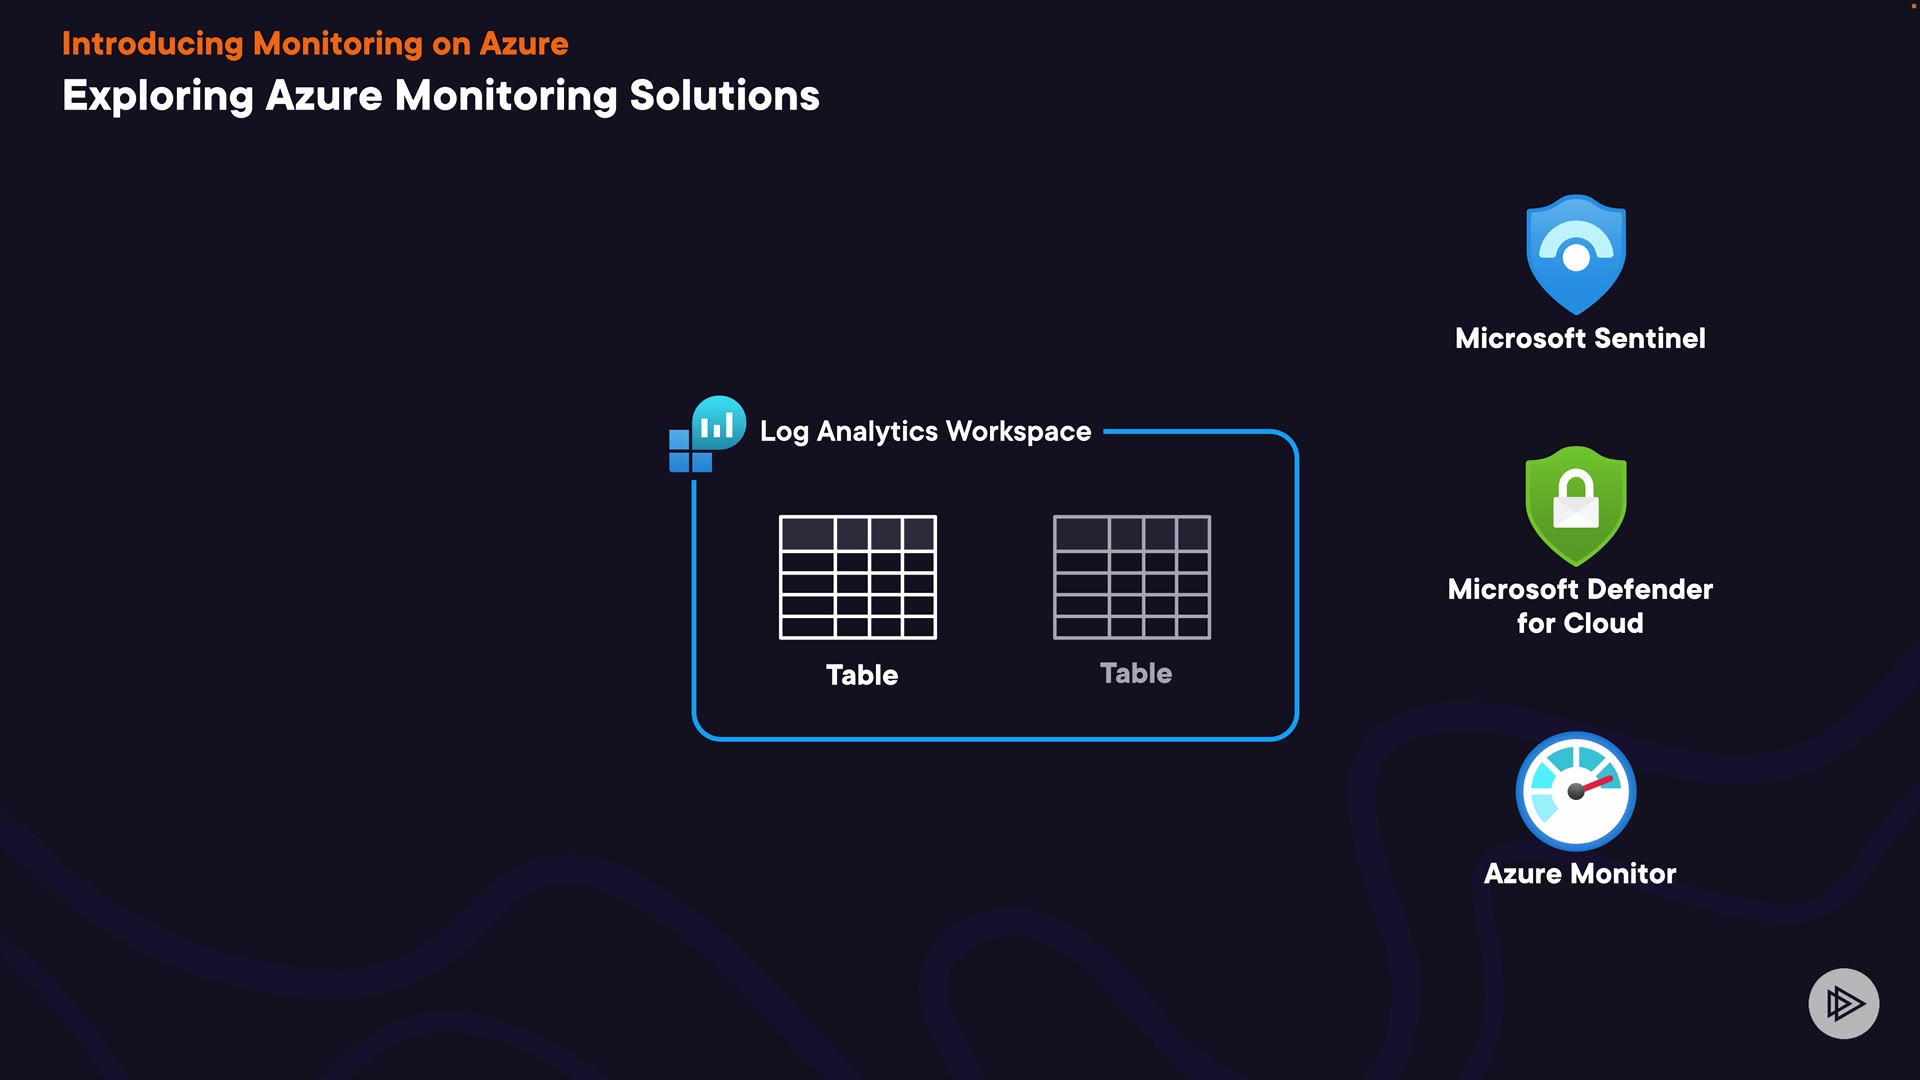 Introducing Monitoring on Azure
Exploring Azure Monitoring Solutions
Microsoft Sentinel
Log Analytics Workspace
Table
Table
Microsoft Defender
for Cloud
Azure Monitor